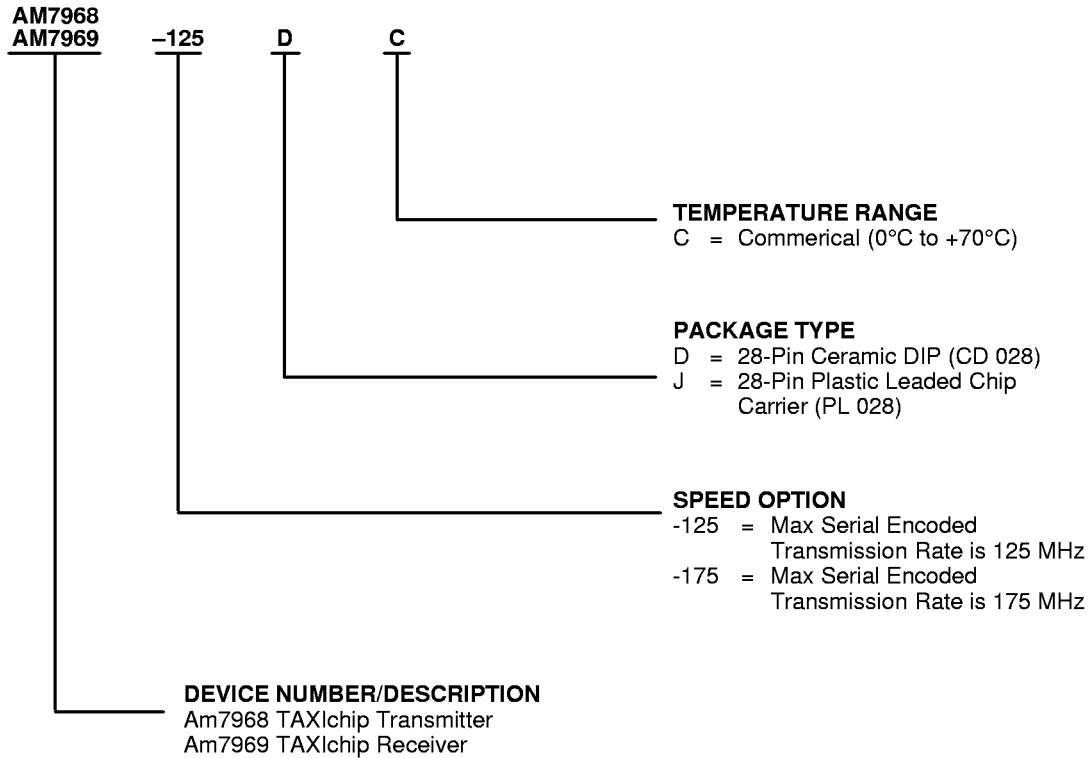 AM7968
AM7969 –125 D C
TEMPERATURE RANGE
C = Commerical (0°C to +70°C)
PACKAGE TYPE
D = 28-Pin Ceramic DIP (CD 028)
J = 28-Pin Plastic Leaded Chip
Carrier (PL 028)
SPEED OPTION
-125 = Max Serial Encoded
Transmission Rate is 125 MHz
-175 = Max Serial Encoded
Transmission Rate is 175 MHz
DEVICE NUMBER/DESCRIPTION
Am7968 TAXIchip Transmitter
Am7969 TAXIchip Receiver